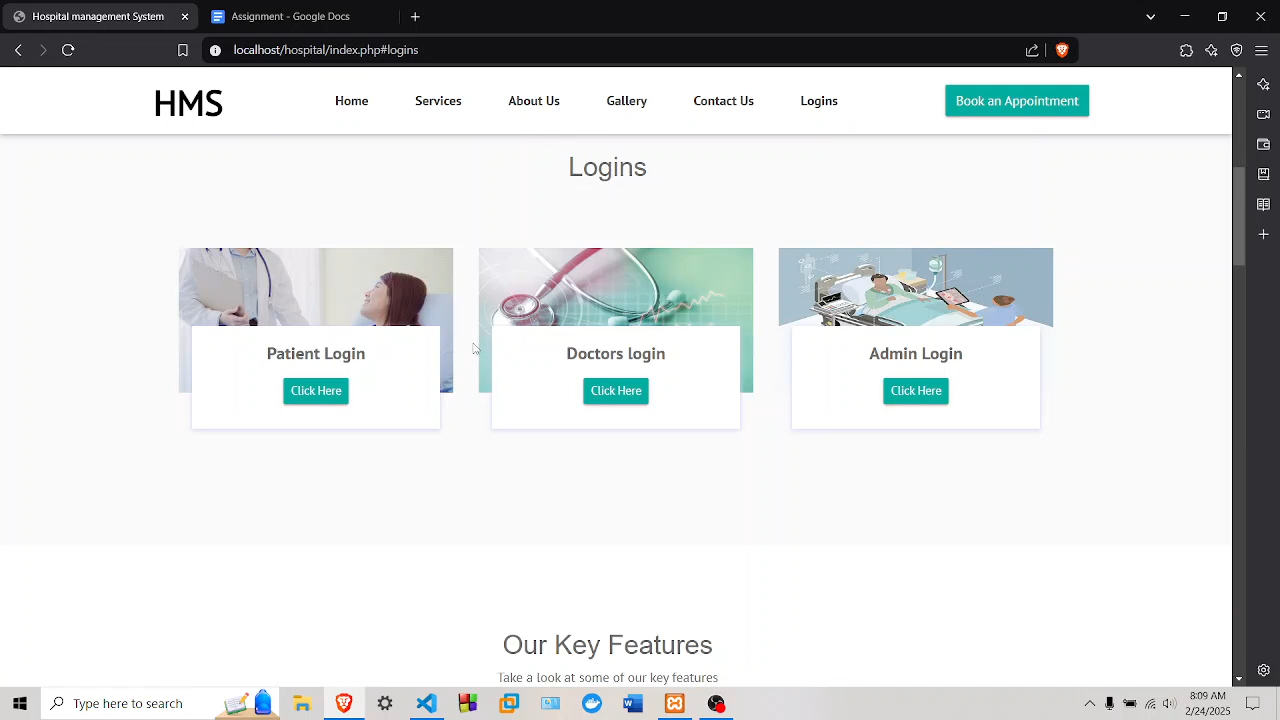 Hospital management System
Assignment - Google Docs
localhost/hospital/index.php#logins
HMS
Home
Services
About Us
Gallery
Contact Us
Logins
Book an Appointment
Logins
Patient Login
Click Here
Doctors login
Click Here
Admin Login
Click Here
Our Key Features
Take a look at some of our key features
Type here to search
8:09 AM
2/24/2025